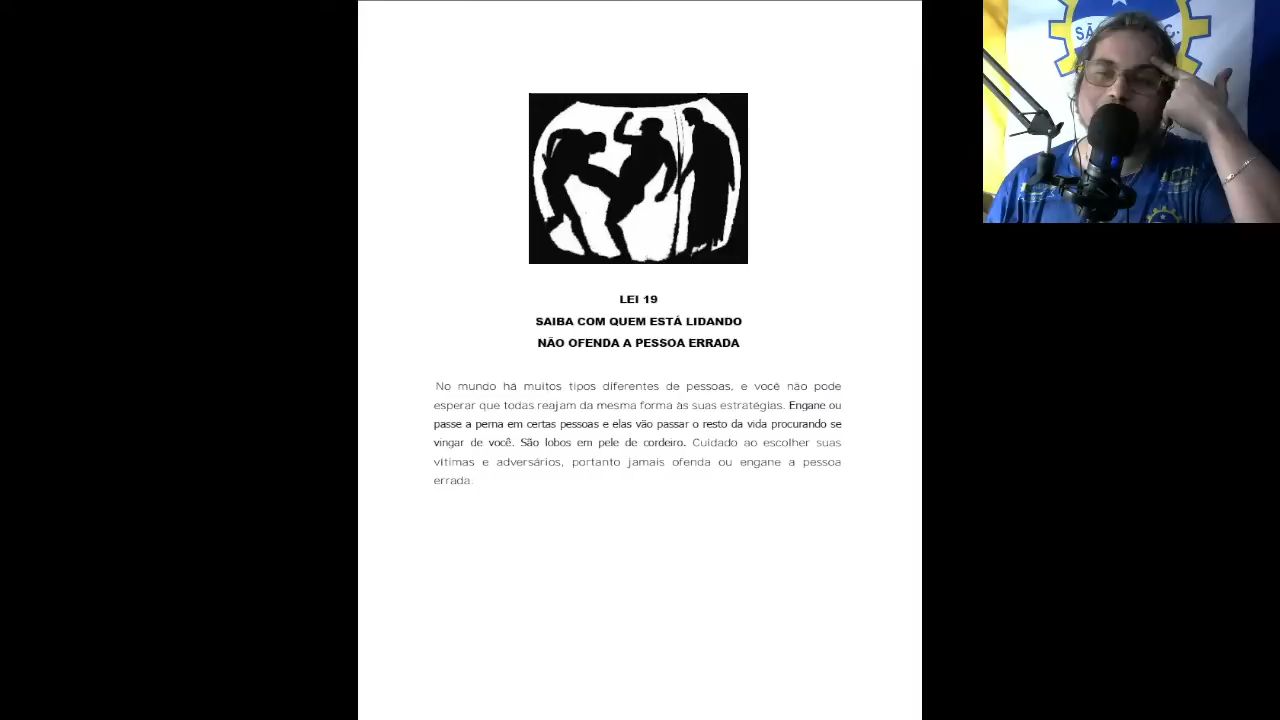 LEI 19
SAIBA COM QUEM ESTÁ LIDANDO
NÃO OFENDA A PESSOA ERRADA
No mundo há muitos tipos diferentes de pessoas, e você não pode
esperar que todas reajam da mesma forma às suas estratégias. Engane ou
passe a perna em certas pessoas e elas vão passar o resto da vida procurando se
vingar de você. São lobos em pele de cordeiro. Cuidado ao escolher suas
vítimas e adversários, portanto jamais ofenda ou engane a pessoa
errada.